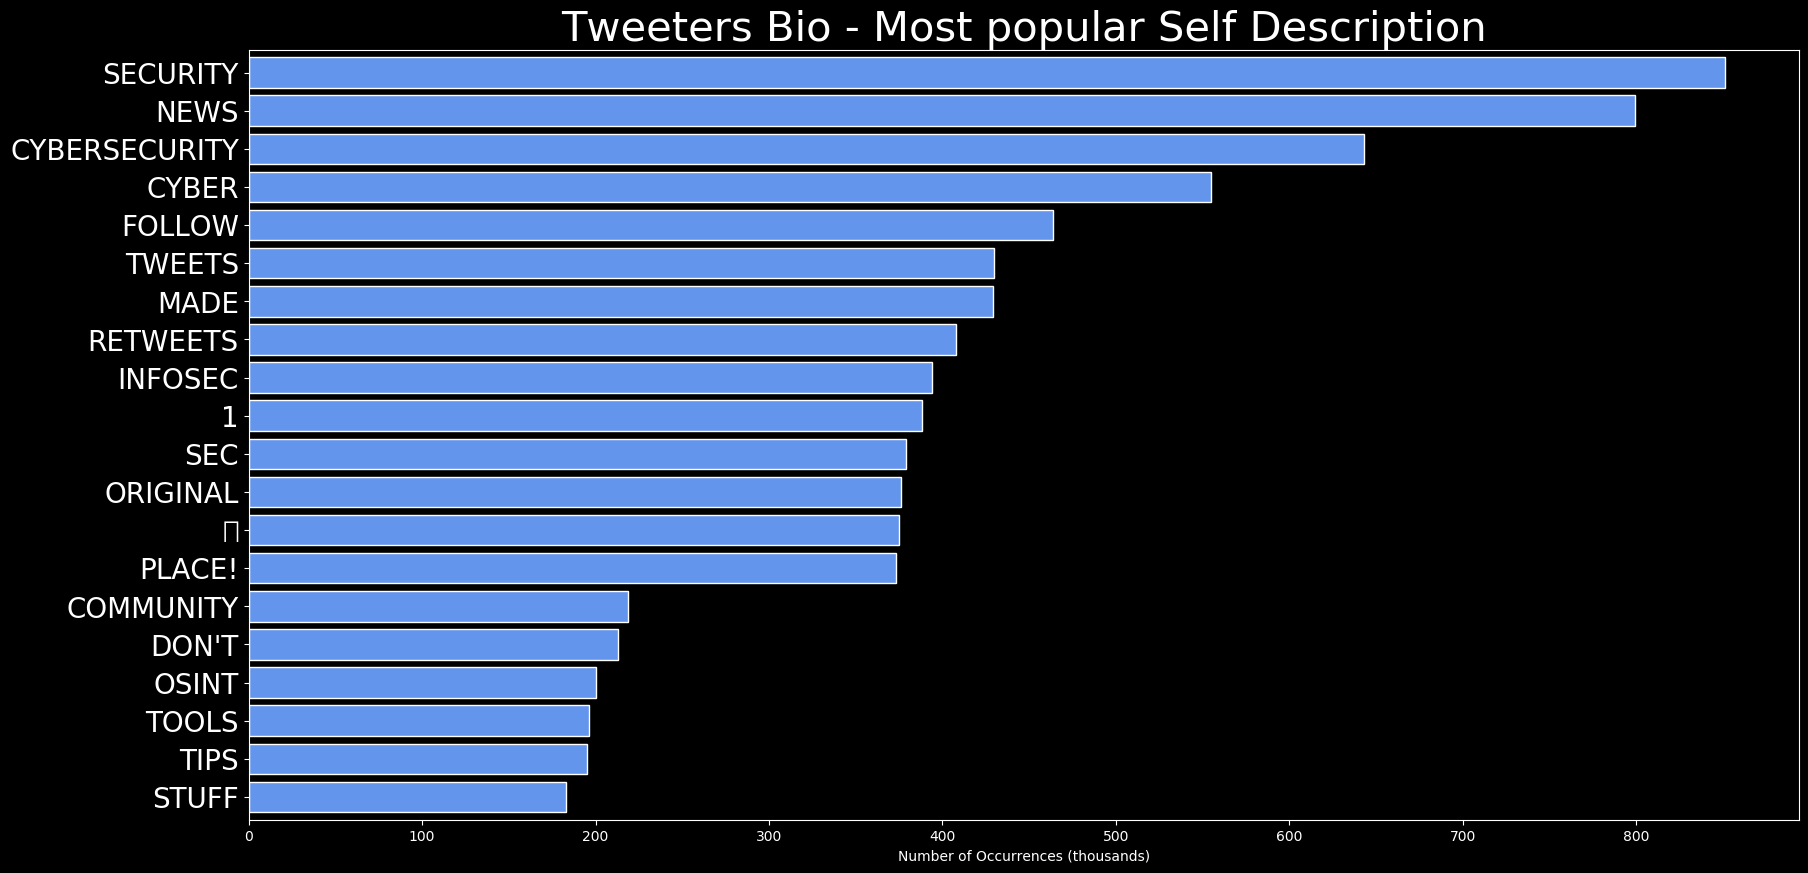 Tweeters Bio - Most popular Self Description
SECURITY
NEWS
CYBERSECURITY
CYBER
FOLLOW
TWEETS
MADE
RETWEETS
INFOSEC
1
SEC
ORIGINAL
PLACE!
COMMUNITY
DON'T
OSINT
TOOLS
TIPS
STUFF
0 100 200 300 400 500 600 700 800
Number of Occurrences (thousands)